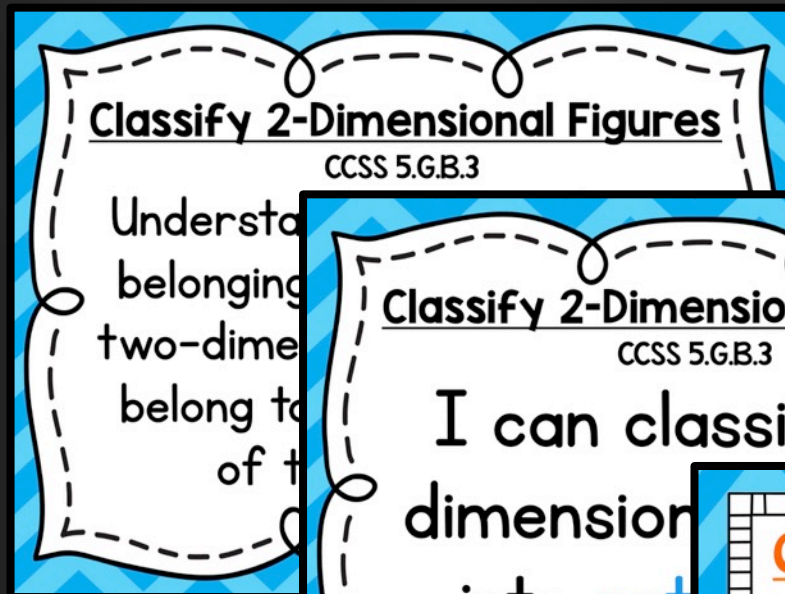 Classify 2-Dimensional Figures
CCSS 5.G.B.3
Understa
belonging
two-dime
belong to
of t
Classify 2-Dimensio
CCSS 5.G.B.3
I can classi
dimension